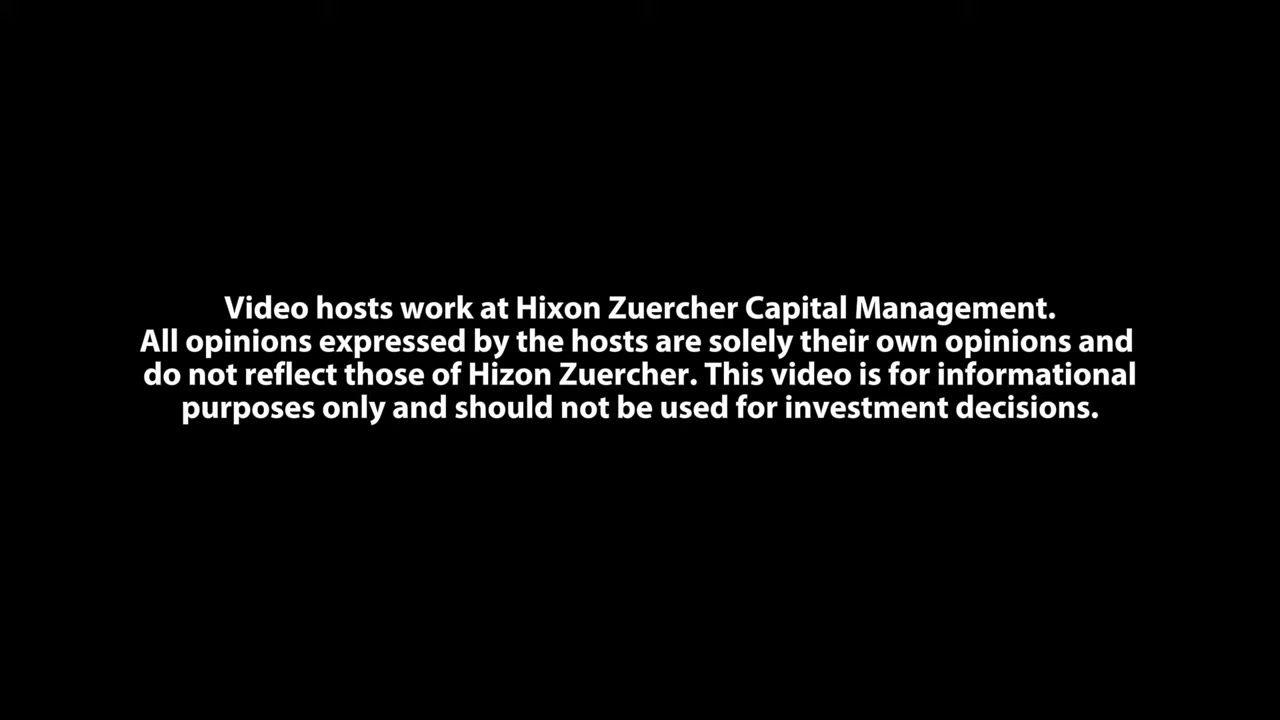 Video hosts work at Hixon Zuercher Capital Management.
All opinions expressed by the hosts are solely their own opinions and
do not reflect those of Hizon Zuercher. This video is for informational
purposes only and should not be used for investment decisions.